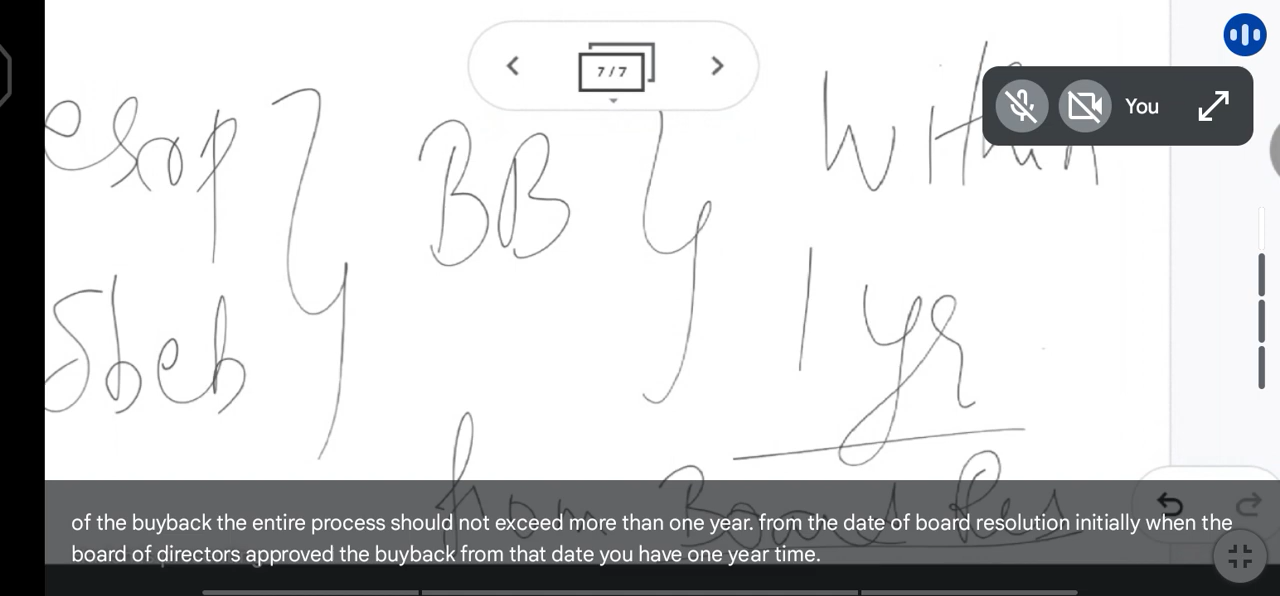 7/7
You
esop } BB } Within
Sbeb 1 yr
from Board Res
of the buyback the entire process should not exceed more than one year. from the date of board resolution initially when the
board of directors approved the buyback from that date you have one year time.